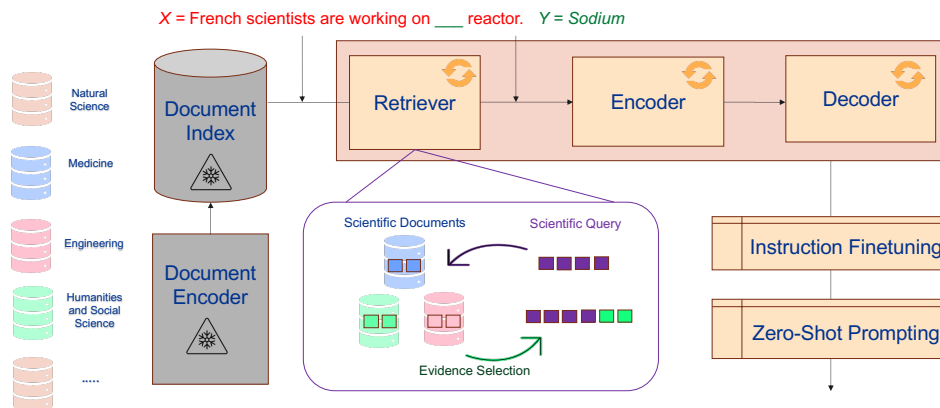 X = French scientists are working on ___ reactor. Y = Sodium
Natural
Science
Medicine
Engineering
Humanities
and Social
Science
.....
Document
Index
Document
Encoder
Retriever
Encoder
Decoder
Scientific Documents
Scientific Query
Evidence Selection
Instruction Finetuning
Zero-Shot Prompting